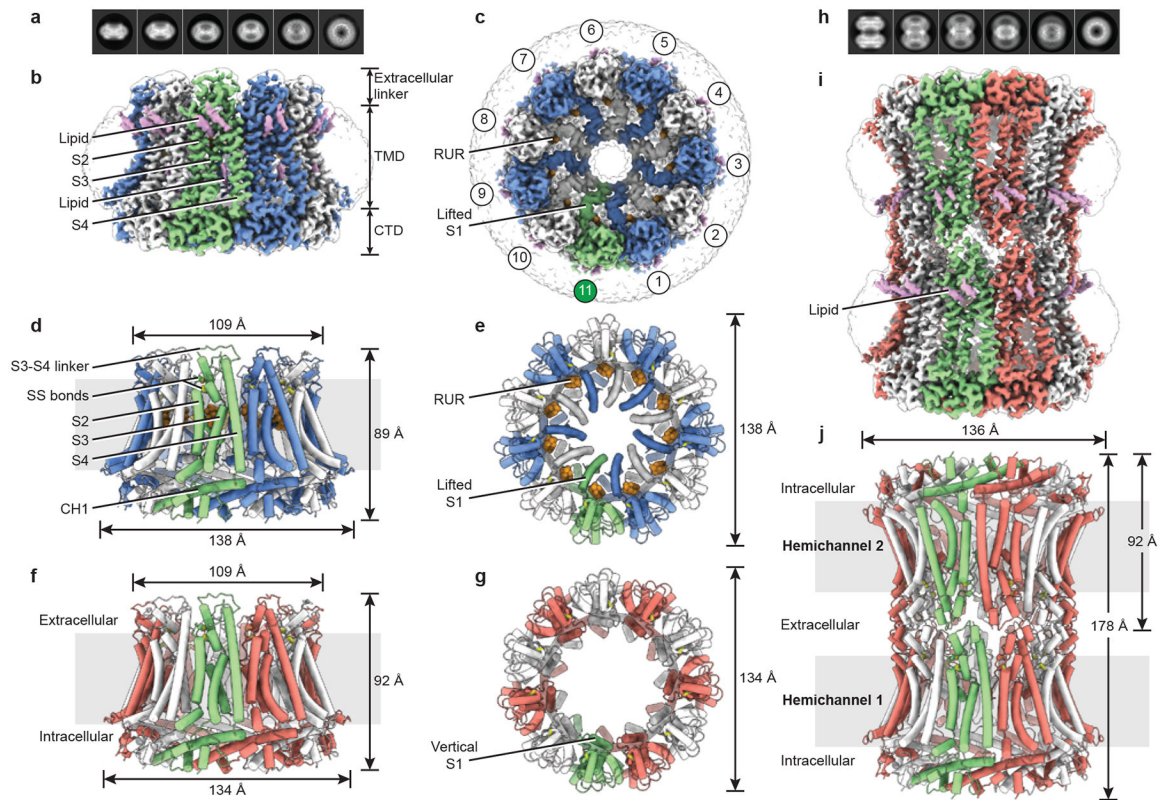 a
b
Extracellular
linker
Lipid
S2
S3
Lipid
S4
TMD
CTD
c
6
5
7
4
8
3
9
2
10
1
11
RUR
Lifted
S1
d
109 Å
S3-S4 linker
SS bonds
S2
S3
S4
CH1
89 Å
138 Å
e
RUR
Lifted
S1
138 Å
f
109 Å
Extracellular
Intracellular
92 Å
134 Å
g
Vertical
S1
134 Å
h
i
Lipid
j
136 Å
Intracellular
Hemichannel 2
92 Å
Extracellular
178 Å
Hemichannel 1
Intracellular